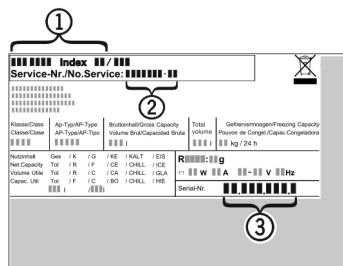 1
Index /
Service-Nr./No.Service: -
2
Klasse/Class Ap-Typ/AP-Type Bruttoinhalt/Gross Capacity Total Gefriervermoegen/Freezing Capacity
Classe/Clase AP-Type/AP-Tipo Volume Brut/Capacidad Bruta volume Pouvoir de Congel./Capac.Congeladora
l l kg / 24 h
Nutzinhalt Ges / K / G / KE / KALT / EIS
Net Capacity Tot / R / F / CE / CHILL / ICE
Volume Utile Tot / R / C / CA / CHILL / GLA
Capac. Util Tot / F / C / BO / CHILL / HIE
l / l
R : g
W A - V Hz
Serial-Nr. . . .
3